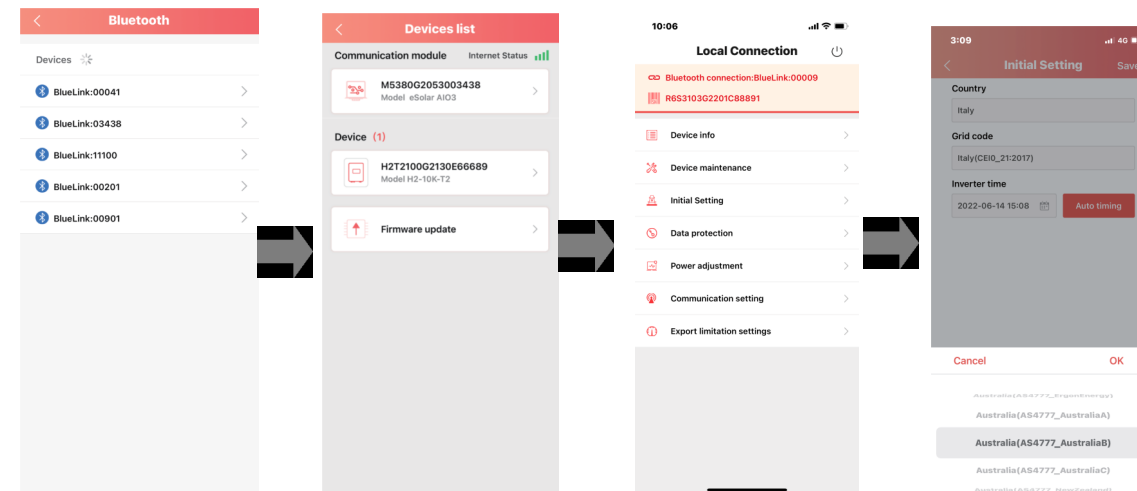 Bluetooth
Devices
BlueLink:00041
BlueLink:03438
BlueLink:11100
BlueLink:00201
BlueLink:00901
Devices list
Communication module Internet Status
M5380G2053003438
Model eSolar AIO3
Device (1)
H2T2100G2130E66689
Model H2-10K-T2
Firmware update
10:06
Local Connection
Bluetooth connection:BlueLink:00009
R6S3103G2201C88891
Device info
Device maintenance
Initial Setting
Data protection
Power adjustment
Communication setting
Export limitation settings
3:09 4G
Initial Setting Save
Country
Italy
Grid code
Italy(CEI0_21:2017)
Inverter time
2022-06-14 15:08 Auto timing
Cancel OK
Australia(AS4777_ErgonEnergy)
Australia(AS4777_AustraliaA)
Australia(AS4777_AustraliaB)
Australia(AS4777_AustraliaC)
Australia(AS4777_NewZealand)